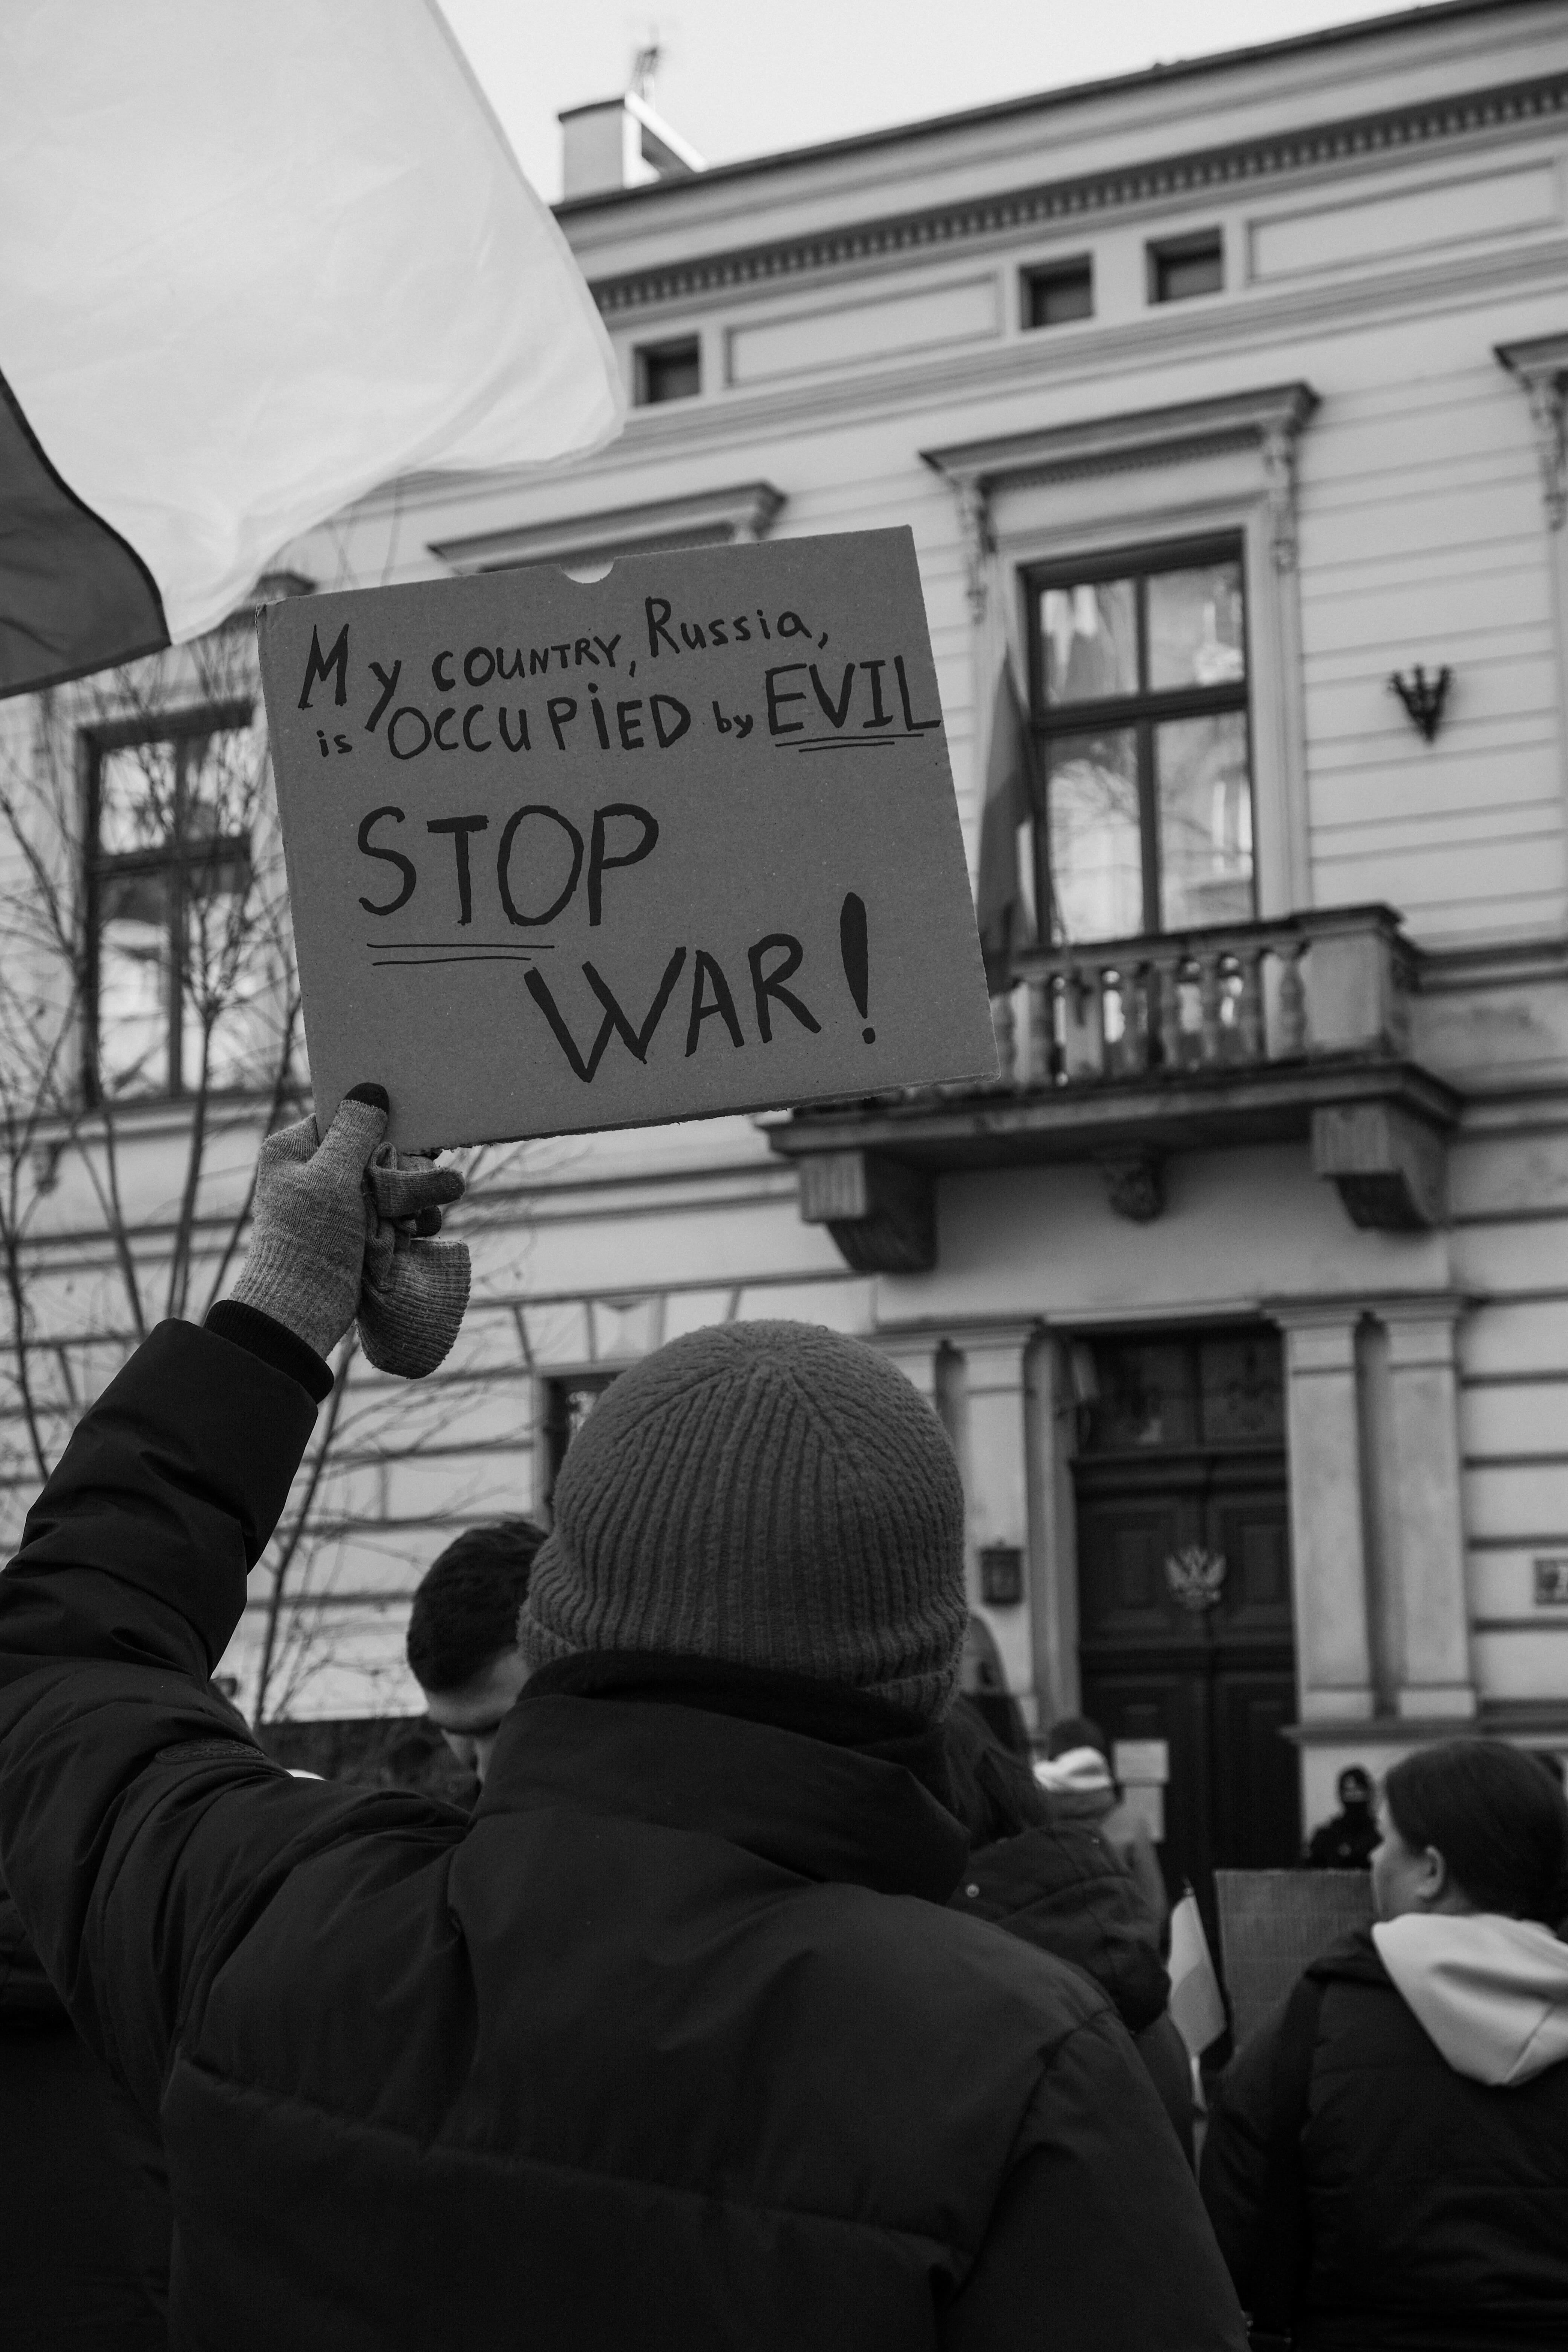 My COUNTRY, Russia,
is OCCUPiED by EVIL
STOP
WAR!